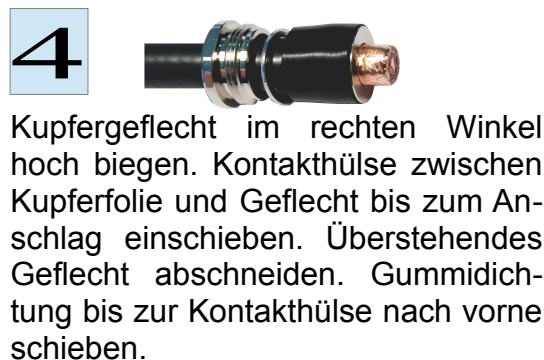 4
Kupfergeflecht im rechten Winkel
hoch biegen. Kontakthülse zwischen
Kupferfolie und Geflecht bis zum An-
schlag einschieben. Überstehendes
Geflecht abschneiden. Gummidich-
tung bis zur Kontakthülse nach vorne
schieben.